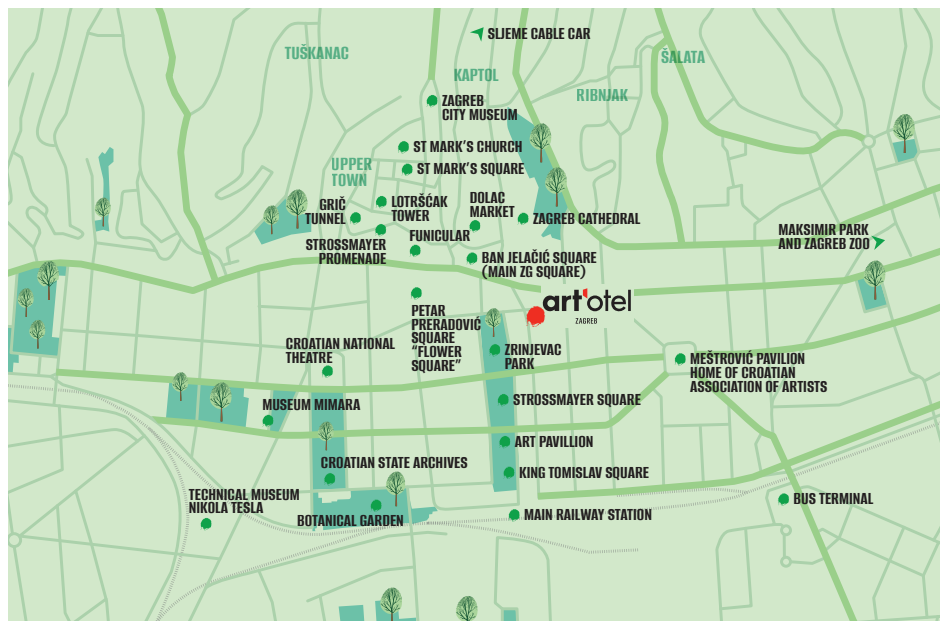 SLJEME CABLE CAR
TUŠKANAC
ŠALATA
KAPTOL
RIBNJAK
ZAGREB
CITY MUSEUM
ST MARK'S CHURCH
UPPER
TOWN
ST MARK'S SQUARE
LOTRŠĆAK
TOWER
DOLAC
MARKET
GRIČ
TUNNEL
ZAGREB CATHEDRAL
STROSSMAYER
PROMENADE
FUNICULAR
MAKSIMIR PARK
AND ZAGREB ZOO
BAN JELAČIĆ SQUARE
(MAIN ZG SQUARE)
art'otel
ZAGREB
PETAR
PRERADOVIĆ
SQUARE
"FLOWER
SQUARE"
CROATIAN NATIONAL
THEATRE
ZRINJEVAC
PARK
MEŠTROVIĆ PAVILION
HOME OF CROATIAN
ASSOCIATION OF ARTISTS
MUSEUM MIMARA
STROSSMAYER SQUARE
ART PAVILLION
CROATIAN STATE ARCHIVES
KING TOMISLAV SQUARE
TECHNICAL MUSEUM
NIKOLA TESLA
BUS TERMINAL
BOTANICAL GARDEN
MAIN RAILWAY STATION